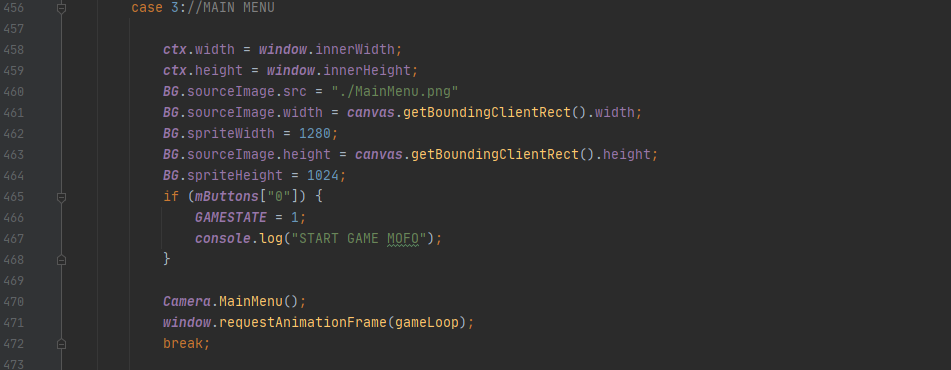 456 case 3://MAIN MENU
457
458 ctx.width = window.innerWidth;
459 ctx.height = window.innerHeight;
460 BG.sourceImage.src = "./MainMenu.png"
461 BG.sourceImage.width = canvas.getBoundingClientRect().width;
462 BG.spriteWidth = 1280;
463 BG.sourceImage.height = canvas.getBoundingClientRect().height;
464 BG.spriteHeight = 1024;
465 if (mButtons["0"]) {
466 GAMESTATE = 1;
467 console.log("START GAME MOFO");
468 }
469
470 Camera.MainMenu();
471 window.requestAnimationFrame(gameLoop);
472 break;
473